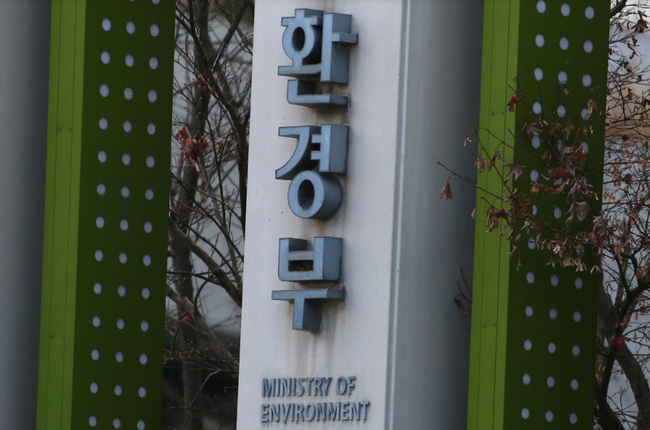 환경부
MINISTRY OF
ENVIRONMENT